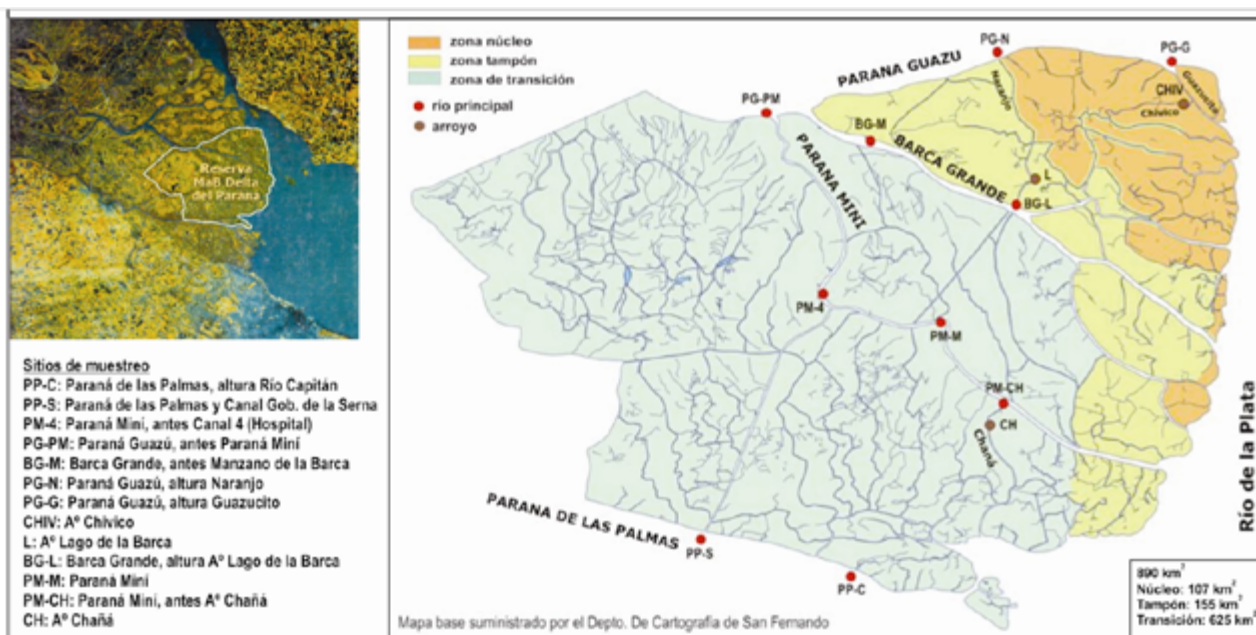 Reserva
MaB Delta
del Paraná
Sitios de muestreo
PP-C: Paraná de las Palmas, altura Río Capitán
PP-S: Paraná de las Palmas y Canal Gob. de la Serna
PM-4: Paraná Miní, antes Canal 4 (Hospital)
PG-PM: Paraná Guazú, antes Paraná Miní
BG-M: Barca Grande, antes Manzano de la Barca
PG-N: Paraná Guazú, altura Naranjo
PG-G: Paraná Guazú, altura Guazucito
CHIV: Aº Chivico
L: Aº Lago de la Barca
BG-L: Barca Grande, altura Aº Lago de la Barca
PM-M: Paraná Miní
PM-CH: Paraná Miní, antes Aº Chañá
CH: Aº Chañá
zona núcleo
zona tampón
zona de transición
río principal
arroyo
PARANA GUAZU
PG-N
PG-G
Naranjo
Guazucito
CHIV
Chivico
PG-PM
BG-M
PARANA MINI
BARCA GRANDE
L
BG-L
PM-4
PM-M
PM-CH
CH
Chaná
Río de la Plata
PARANA DE LAS PALMAS
PP-S
PP-C
890 km²
Núcleo: 107 km²
Tampón: 155 km²
Transición: 625 km²
Mapa base suministrado por el Depto. De Cartografía de San Fernando